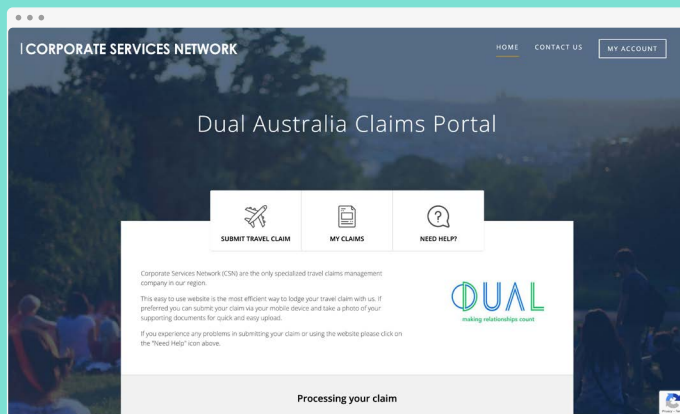 CORPORATE SERVICES NETWORK
HOME CONTACT US MY ACCOUNT
Dual Australia Claims Portal
SUBMIT TRAVEL CLAIM MY CLAIMS NEED HELP?
Corporate Services Network (CSN) are the only specialized travel claims management
company in our region.
This easy to use website is the most efficient way to lodge your travel claim with us. If
preferred you can submit your claim via your mobile device and take a photo of your
supporting documents for quick and easy upload.
If you experience any problems in submitting your claim or using the website please click on
the "Need Help" icon above.
DUAL
making relationships count
Processing your claim